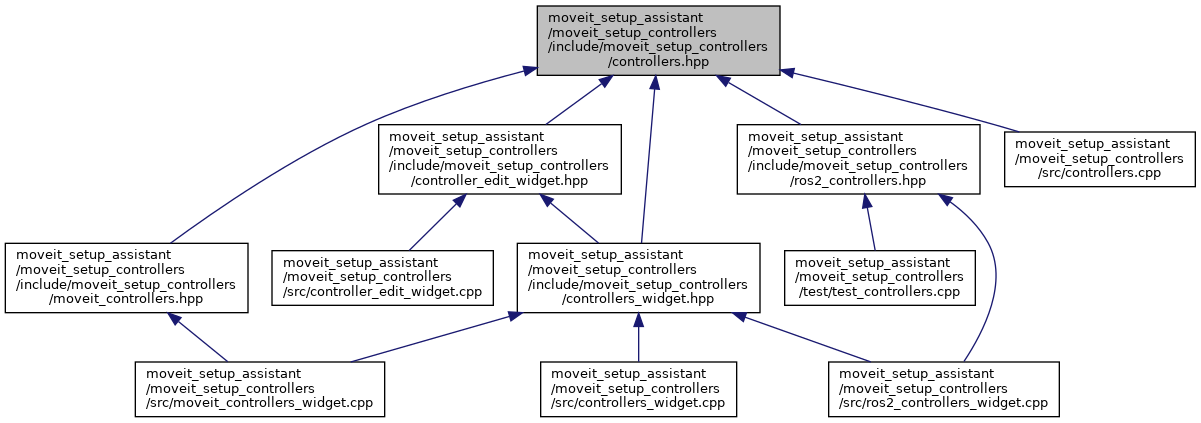 moveit_setup_assistant
/moveit_setup_controllers
/include/moveit_setup_controllers
/controllers.hpp
moveit_setup_assistant
/moveit_setup_controllers
/include/moveit_setup_controllers
/controller_edit_widget.hpp
moveit_setup_assistant
/moveit_setup_controllers
/include/moveit_setup_controllers
/ros2_controllers.hpp
moveit_setup_assistant
/moveit_setup_controllers
/src/controllers.cpp
moveit_setup_assistant
/moveit_setup_controllers
/include/moveit_setup_controllers
/moveit_controllers.hpp
moveit_setup_assistant
/moveit_setup_controllers
/src/controller_edit_widget.cpp
moveit_setup_assistant
/moveit_setup_controllers
/include/moveit_setup_controllers
/controllers_widget.hpp
moveit_setup_assistant
/moveit_setup_controllers
/test/test_controllers.cpp
moveit_setup_assistant
/moveit_setup_controllers
/src/moveit_controllers_widget.cpp
moveit_setup_assistant
/moveit_setup_controllers
/src/controllers_widget.cpp
moveit_setup_assistant
/moveit_setup_controllers
/src/ros2_controllers_widget.cpp